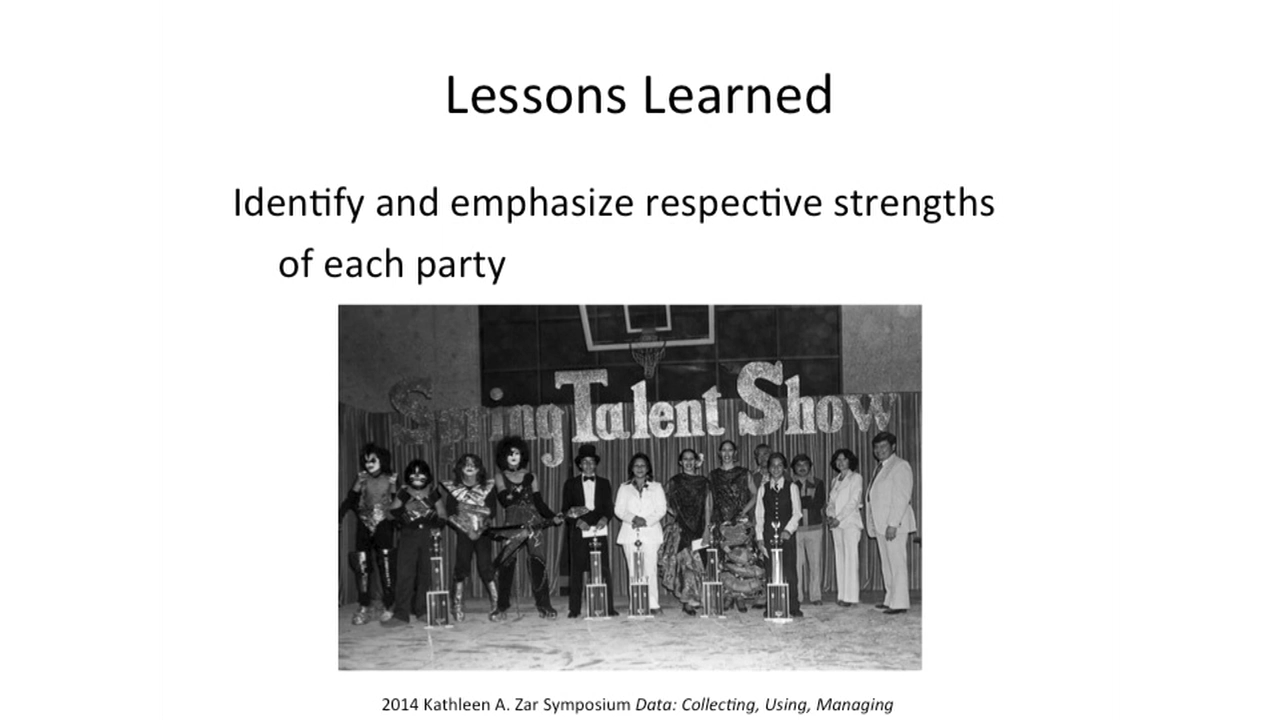 Lessons Learned
Identify and emphasize respective strengths
of each party
Spring Talent Show
2014 Kathleen A. Zar Symposium Data: Collecting, Using, Managing